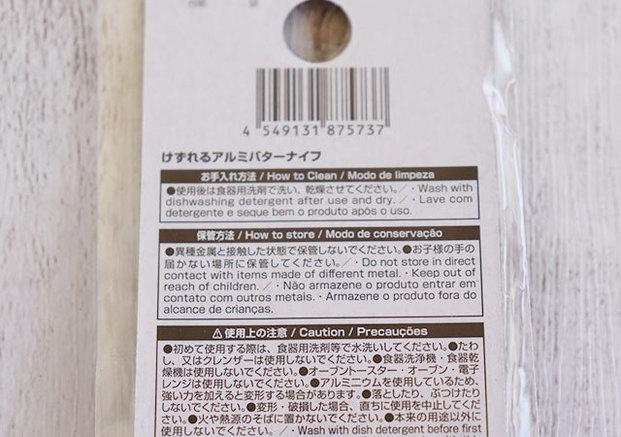 4 549131 875737
けずれるアルミバターナイフ
お手入れ方法 / How to Clean / Modo de limpeza
●使用後は食器用洗剤で洗い、乾燥させてください。／・Wash with
dishwashing detergent after use and dry.／・Lave com
detergente e seque bem o produto após o uso.
保管方法 / How to store / Modo de conservação
●異種金属と接触した状態で保管しないでください。●お子様の手の
届かない場所に保管してください。／・Do not store in direct
contact with items made of different metal.・Keep out of
reach of children.／・Não armazene o produto entrar em
contato com outros metais.・Armazene o produto fora do
alcance de crianças.
⚠使用上の注意 / Caution / Precauções
●初めて使用する際は、食器用洗剤等で水洗いしてください。●たわ
し、又はクレンザーは使用しないでください。●食器洗浄機・食器乾
燥機は使用しないでください。●オーブントースター・オーブン・電子
レンジは使用しないでください。●アルミニウムを使用しているため、
強い力を加えると変形する場合があります。●落としたり、ぶつけたり
しないでください。●変形・破損した場合、直ちに使用を中止してくだ
さい。●火や熱源のそばに置かないでください。●本来の用途以外に
使用しないでください。／・Wash with dish detergent before first